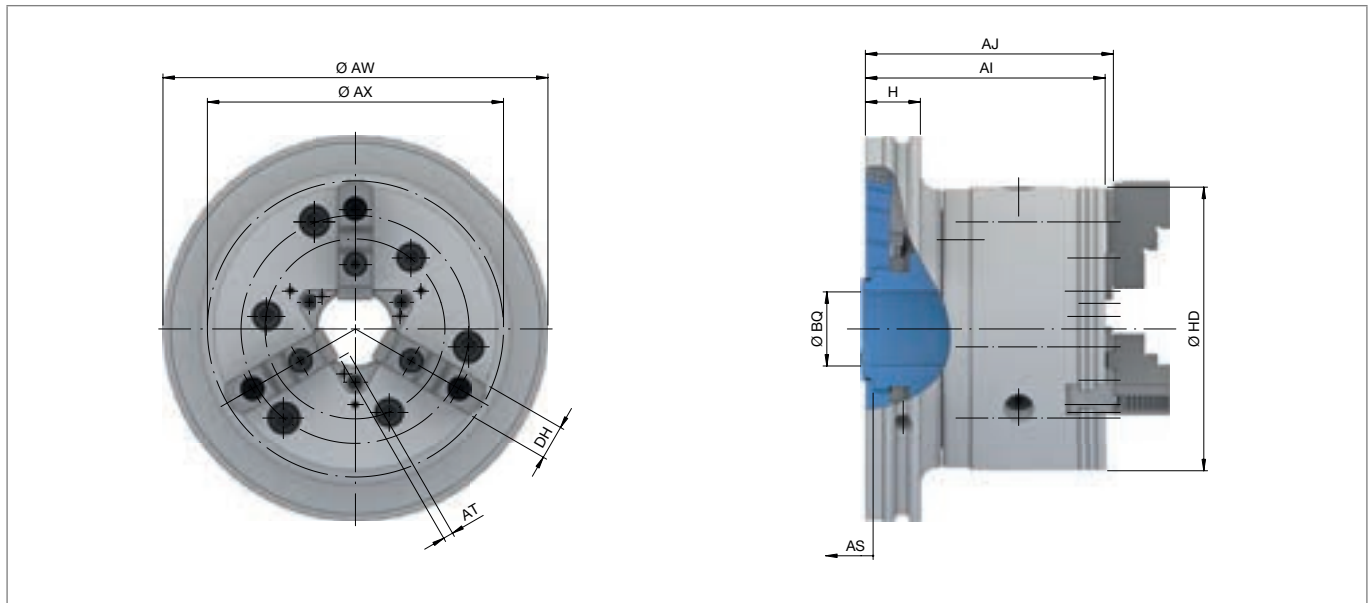 Ø AW
Ø AX
DH
AT
AJ
AI
H
Ø BQ
Ø HD
AS